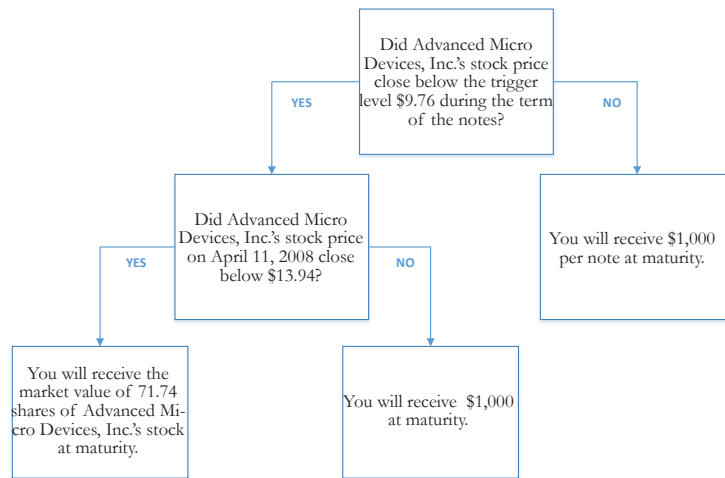 Did Advanced Micro
Devices, Inc.'s stock price
close below the trigger
level $9.76 during the term
of the notes?
YES
NO
Did Advanced Micro
Devices, Inc.'s stock price
on April 11, 2008 close
below $13.94?
You will receive $1,000
per note at maturity.
YES
NO
You will receive the
market value of 71.74
shares of Advanced Mi-
cro Devices, Inc.'s stock
at maturity.
You will receive $1,000
at maturity.